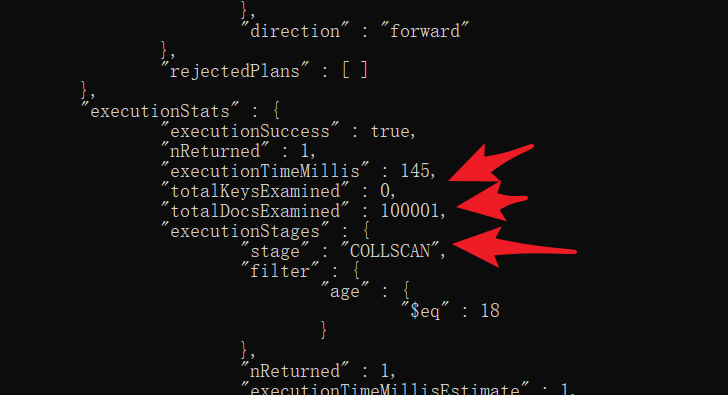 },
"direction" : "forward"
},
"rejectedPlans" : [ ]
},
"executionStats" : {
"executionSuccess" : true,
"nReturned" : 1,
"executionTimeMillis" : 145,
"totalKeysExamined" : 0,
"totalDocsExamined" : 100001,
"executionStages" : {
"stage" : "COLLSCAN",
"filter" : {
"age" : {
"$eq" : 18
}
},
"nReturned" : 1,
"executionTimeMillisEstimate" : 1,